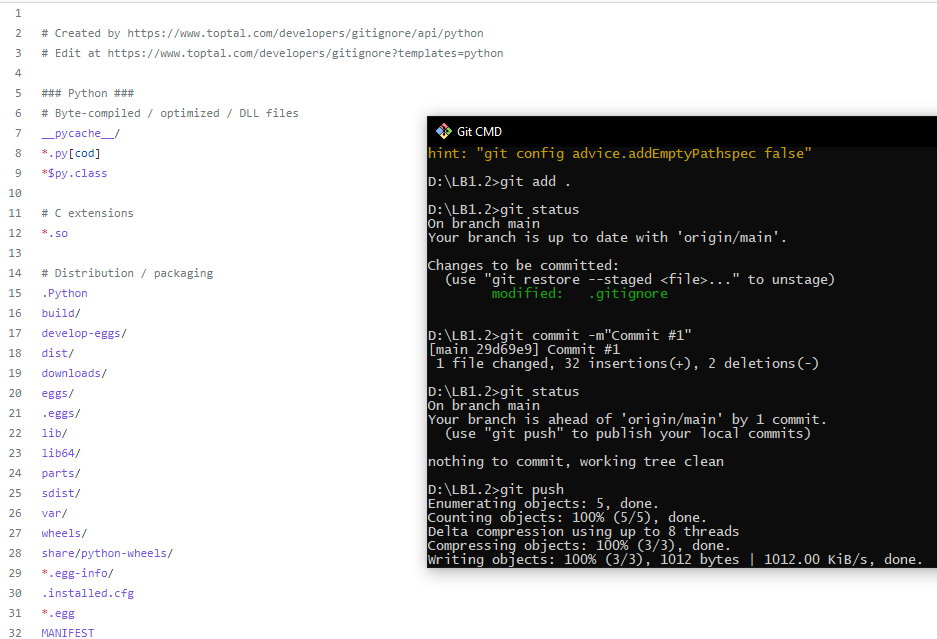 1
2 # Created by https://www.toptal.com/developers/gitignore/api/python
3 # Edit at https://www.toptal.com/developers/gitignore?templates=python
4
5 ### Python ###
6 # Byte-compiled / optimized / DLL files
7 __pycache__/
8 *.py[cod]
9 *$py.class
10
11 # C extensions
12 *.so
13
14 # Distribution / packaging
15 .Python
16 build/
17 develop-eggs/
18 dist/
19 downloads/
20 eggs/
21 .eggs/
22 lib/
23 lib64/
24 parts/
25 sdist/
26 var/
27 wheels/
28 share/python-wheels/
29 *.egg-info/
30 .installed.cfg
31 *.egg
32 MANIFEST
Git CMD
hint: "git config advice.addEmptyPathspec false"
D:\LB1.2>git add .
D:\LB1.2>git status
On branch main
Your branch is up to date with 'origin/main'.
Changes to be committed:
(use "git restore --staged <file>..." to unstage)
modified: .gitignore
D:\LB1.2>git commit -m"Commit #1"
[main 29d69e9] Commit #1
1 file changed, 32 insertions(+), 2 deletions(-)
D:\LB1.2>git status
On branch main
Your branch is ahead of 'origin/main' by 1 commit.
(use "git push" to publish your local commits)
nothing to commit, working tree clean
D:\LB1.2>git push
Enumerating objects: 5, done.
Counting objects: 100% (5/5), done.
Delta compression using up to 8 threads
Compressing objects: 100% (3/3), done.
Writing objects: 100% (3/3), 1012 bytes | 1012.00 KiB/s, done.